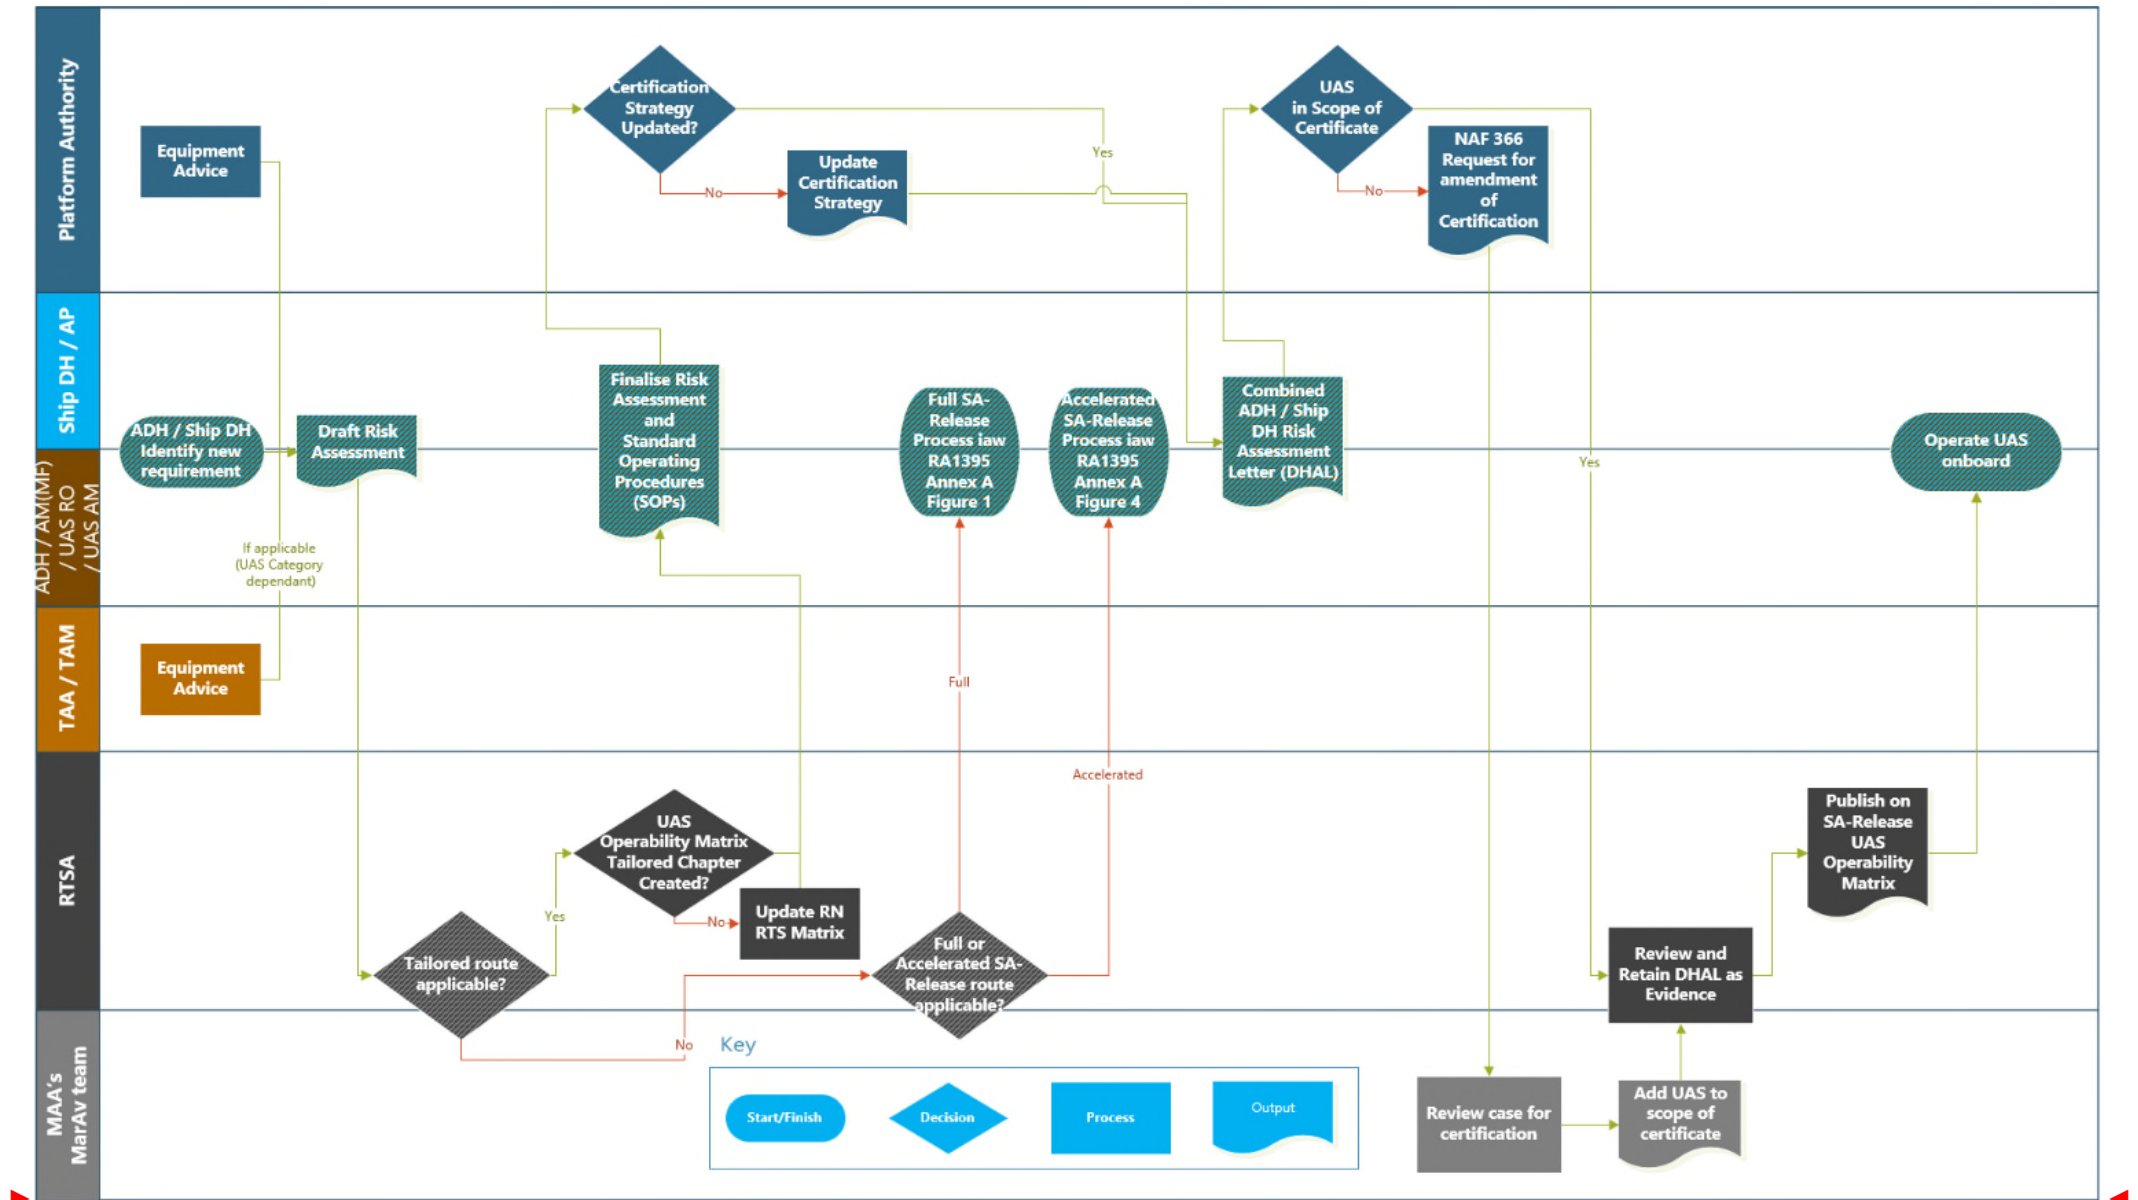 Platform Authority
Equipment
Advice
Certification
Strategy
Updated?
No
Update
Certification
Strategy
Yes
UAS
in Scope of
Certificate
No
NAF 366
Request for
amendment
of
Certification
Ship DH / AP
ADH / AM(MF)
/ UAS RO
/ UAS AM
ADH / Ship DH
Identify new
requirement
Draft Risk
Assessment
If applicable
(UAS Category
dependant)
Finalise Risk
Assessment
and
Standard
Operating
Procedures
(SOPs)
Full SA-
Release
Process iaw
RA1395
Annex A
Figure 1
Accelerated
SA-Release
Process iaw
RA1395
Annex A
Figure 4
Combined
ADH / Ship
DH Risk
Assessment
Letter (DHAL)
Yes
Operate UAS
onboard
TAA / TAM
Equipment
Advice
Full
RTSA
Accelerated
UAS
Operability Matrix
Tailored Chapter
Created?
Yes
No
Update RN
RTS Matrix
Tailored route
applicable?
Full or
Accelerated SA-
Release route
applicable?
Publish on
SA-Release
UAS
Operability
Matrix
Review and
Retain DHAL as
Evidence
MAA's
MarAv team
No
Key
Start/Finish
Decision
Process
Output
Review case for
certification
Add UAS to
scope of
certificate